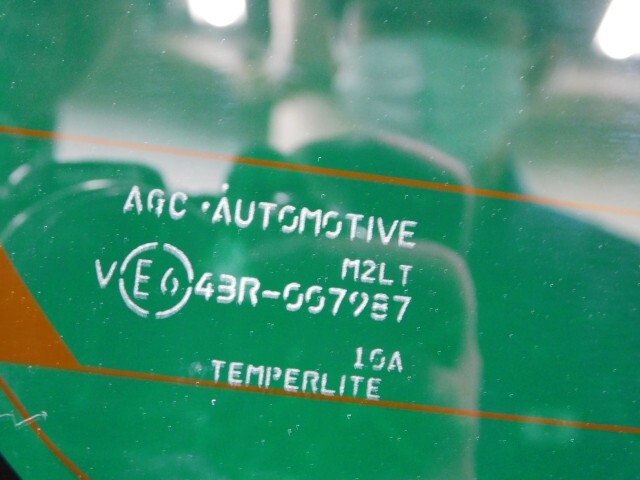 AGC AUTOMOTIVE
M2LT
V E6 43R-007987
10A
TEMPERLITE